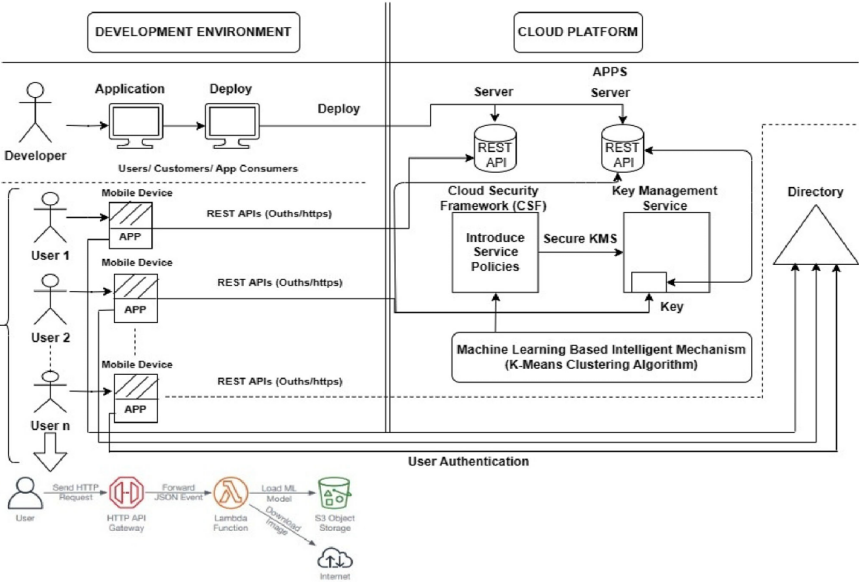 DEVELOPMENT ENVIRONMENT
CLOUD PLATFORM
APPS
Application
Deploy
Deploy
Server
Server
Developer
REST
API
REST
API
Users/ Customers/ App Consumers
Mobile Device
REST APIs (Ouths/https)
APP
User 1
Cloud Security
Framework (CSF)
Key Management
Service
Directory
Introduce
Service
Policies
Secure KMS
Key
Mobile Device
REST APIs (Ouths/https)
APP
User 2
Machine Learning Based Intelligent Mechanism
(K-Means Clustering Algorithm)
Mobile Device
REST APIs (Ouths/https)
APP
User n
User Authentication
Send HTTP
Request
Forward
JSON Event
Load ML
Model
Download
Image
User
HTTP API
Gateway
Lambda
Function
S3 Object
Storage
Internet